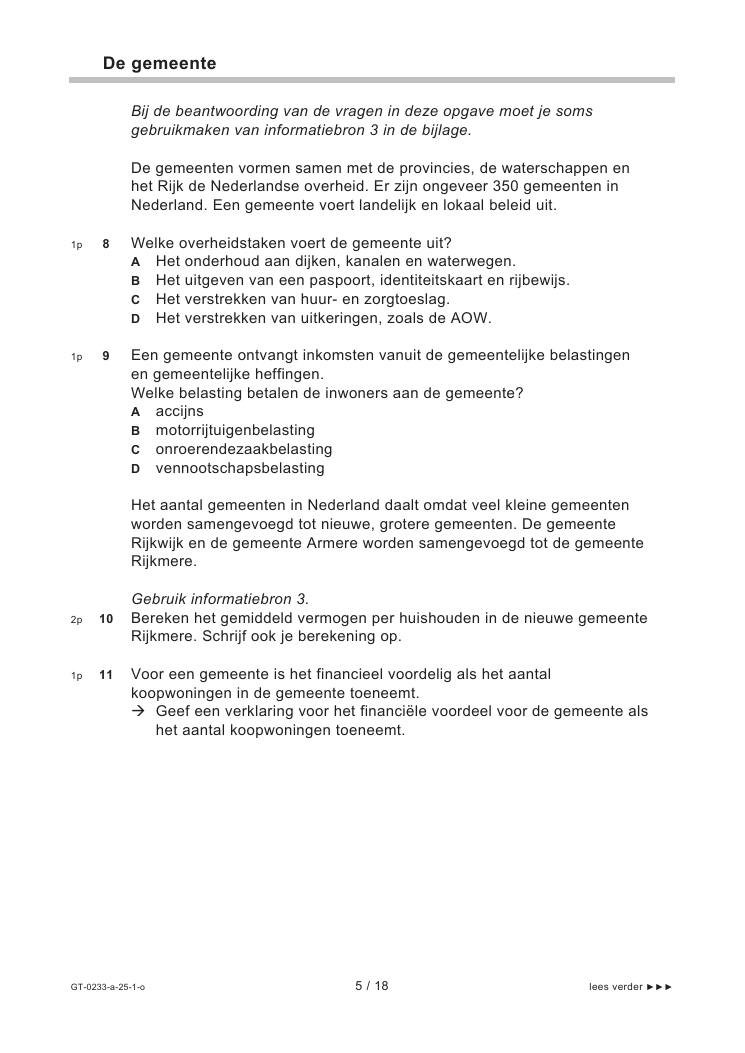 De gemeente
Bij de beantwoording van de vragen in deze opgave moet je soms
gebruikmaken van informatiebron 3 in de bijlage.
De gemeenten vormen samen met de provincies, de waterschappen en
het Rijk de Nederlandse overheid. Er zijn ongeveer 350 gemeenten in
Nederland. Een gemeente voert landelijk en lokaal beleid uit.
1p 8 Welke overheidstaken voert de gemeente uit?
A Het onderhoud aan dijken, kanalen en waterwegen.
B Het uitgeven van een paspoort, identiteitskaart en rijbewijs.
C Het verstrekken van huur- en zorgtoeslag.
D Het verstrekken van uitkeringen, zoals de AOW.
1p 9 Een gemeente ontvangt inkomsten vanuit de gemeentelijke belastingen
en gemeentelijke heffingen.
Welke belasting betalen de inwoners aan de gemeente?
A accijns
B motorrijtuigenbelasting
C onroerendezaakbelasting
D vennootschapsbelasting
Het aantal gemeenten in Nederland daalt omdat veel kleine gemeenten
worden samengevoegd tot nieuwe, grotere gemeenten. De gemeente
Rijkwijk en de gemeente Armere worden samengevoegd tot de gemeente
Rijkmere.
Gebruik informatiebron 3.
2p 10 Bereken het gemiddeld vermogen per huishouden in de nieuwe gemeente
Rijkmere. Schrijf ook je berekening op.
1p 11 Voor een gemeente is het financieel voordelig als het aantal
koopwoningen in de gemeente toeneemt.
→ Geef een verklaring voor het financiële voordeel voor de gemeente als
het aantal koopwoningen toeneemt.
GT-0233-a-25-1-o 5 / 18 lees verder ►►►